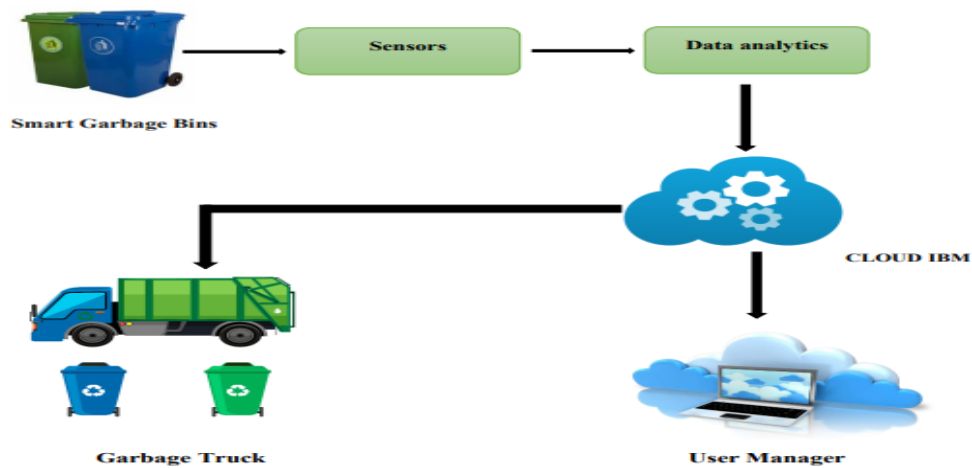 Sensors
Data analytics
Smart Garbage Bins
CLOUD IBM
Garbage Truck
User Manager